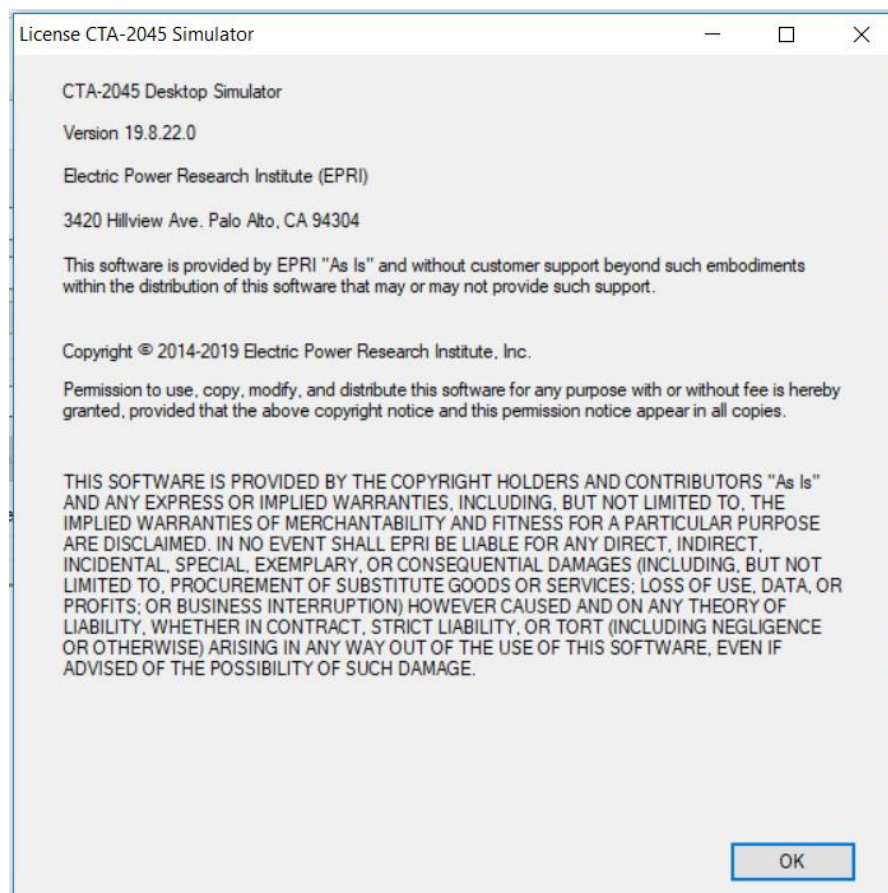 License CTA-2045 Simulator
CTA-2045 Desktop Simulator
Version 19.8.22.0
Electric Power Research Institute (EPRI)
3420 Hillview Ave. Palo Alto, CA 94304
This software is provided by EPRI "As Is" and without customer support beyond such embodiments
within the distribution of this software that may or may not provide such support.
Copyright © 2014-2019 Electric Power Research Institute, Inc.
Permission to use, copy, modify, and distribute this software for any purpose with or without fee is hereby
granted, provided that the above copyright notice and this permission notice appear in all copies.
THIS SOFTWARE IS PROVIDED BY THE COPYRIGHT HOLDERS AND CONTRIBUTORS "As Is"
AND ANY EXPRESS OR IMPLIED WARRANTIES, INCLUDING, BUT NOT LIMITED TO, THE
IMPLIED WARRANTIES OF MERCHANTABILITY AND FITNESS FOR A PARTICULAR PURPOSE
ARE DISCLAIMED. IN NO EVENT SHALL EPRI BE LIABLE FOR ANY DIRECT, INDIRECT,
INCIDENTAL, SPECIAL, EXEMPLARY, OR CONSEQUENTIAL DAMAGES (INCLUDING, BUT NOT
LIMITED TO, PROCUREMENT OF SUBSTITUTE GOODS OR SERVICES; LOSS OF USE, DATA, OR
PROFITS; OR BUSINESS INTERRUPTION) HOWEVER CAUSED AND ON ANY THEORY OF
LIABILITY, WHETHER IN CONTRACT, STRICT LIABILITY, OR TORT (INCLUDING NEGLIGENCE
OR OTHERWISE) ARISING IN ANY WAY OUT OF THE USE OF THIS SOFTWARE, EVEN IF
ADVISED OF THE POSSIBILITY OF SUCH DAMAGE.
OK